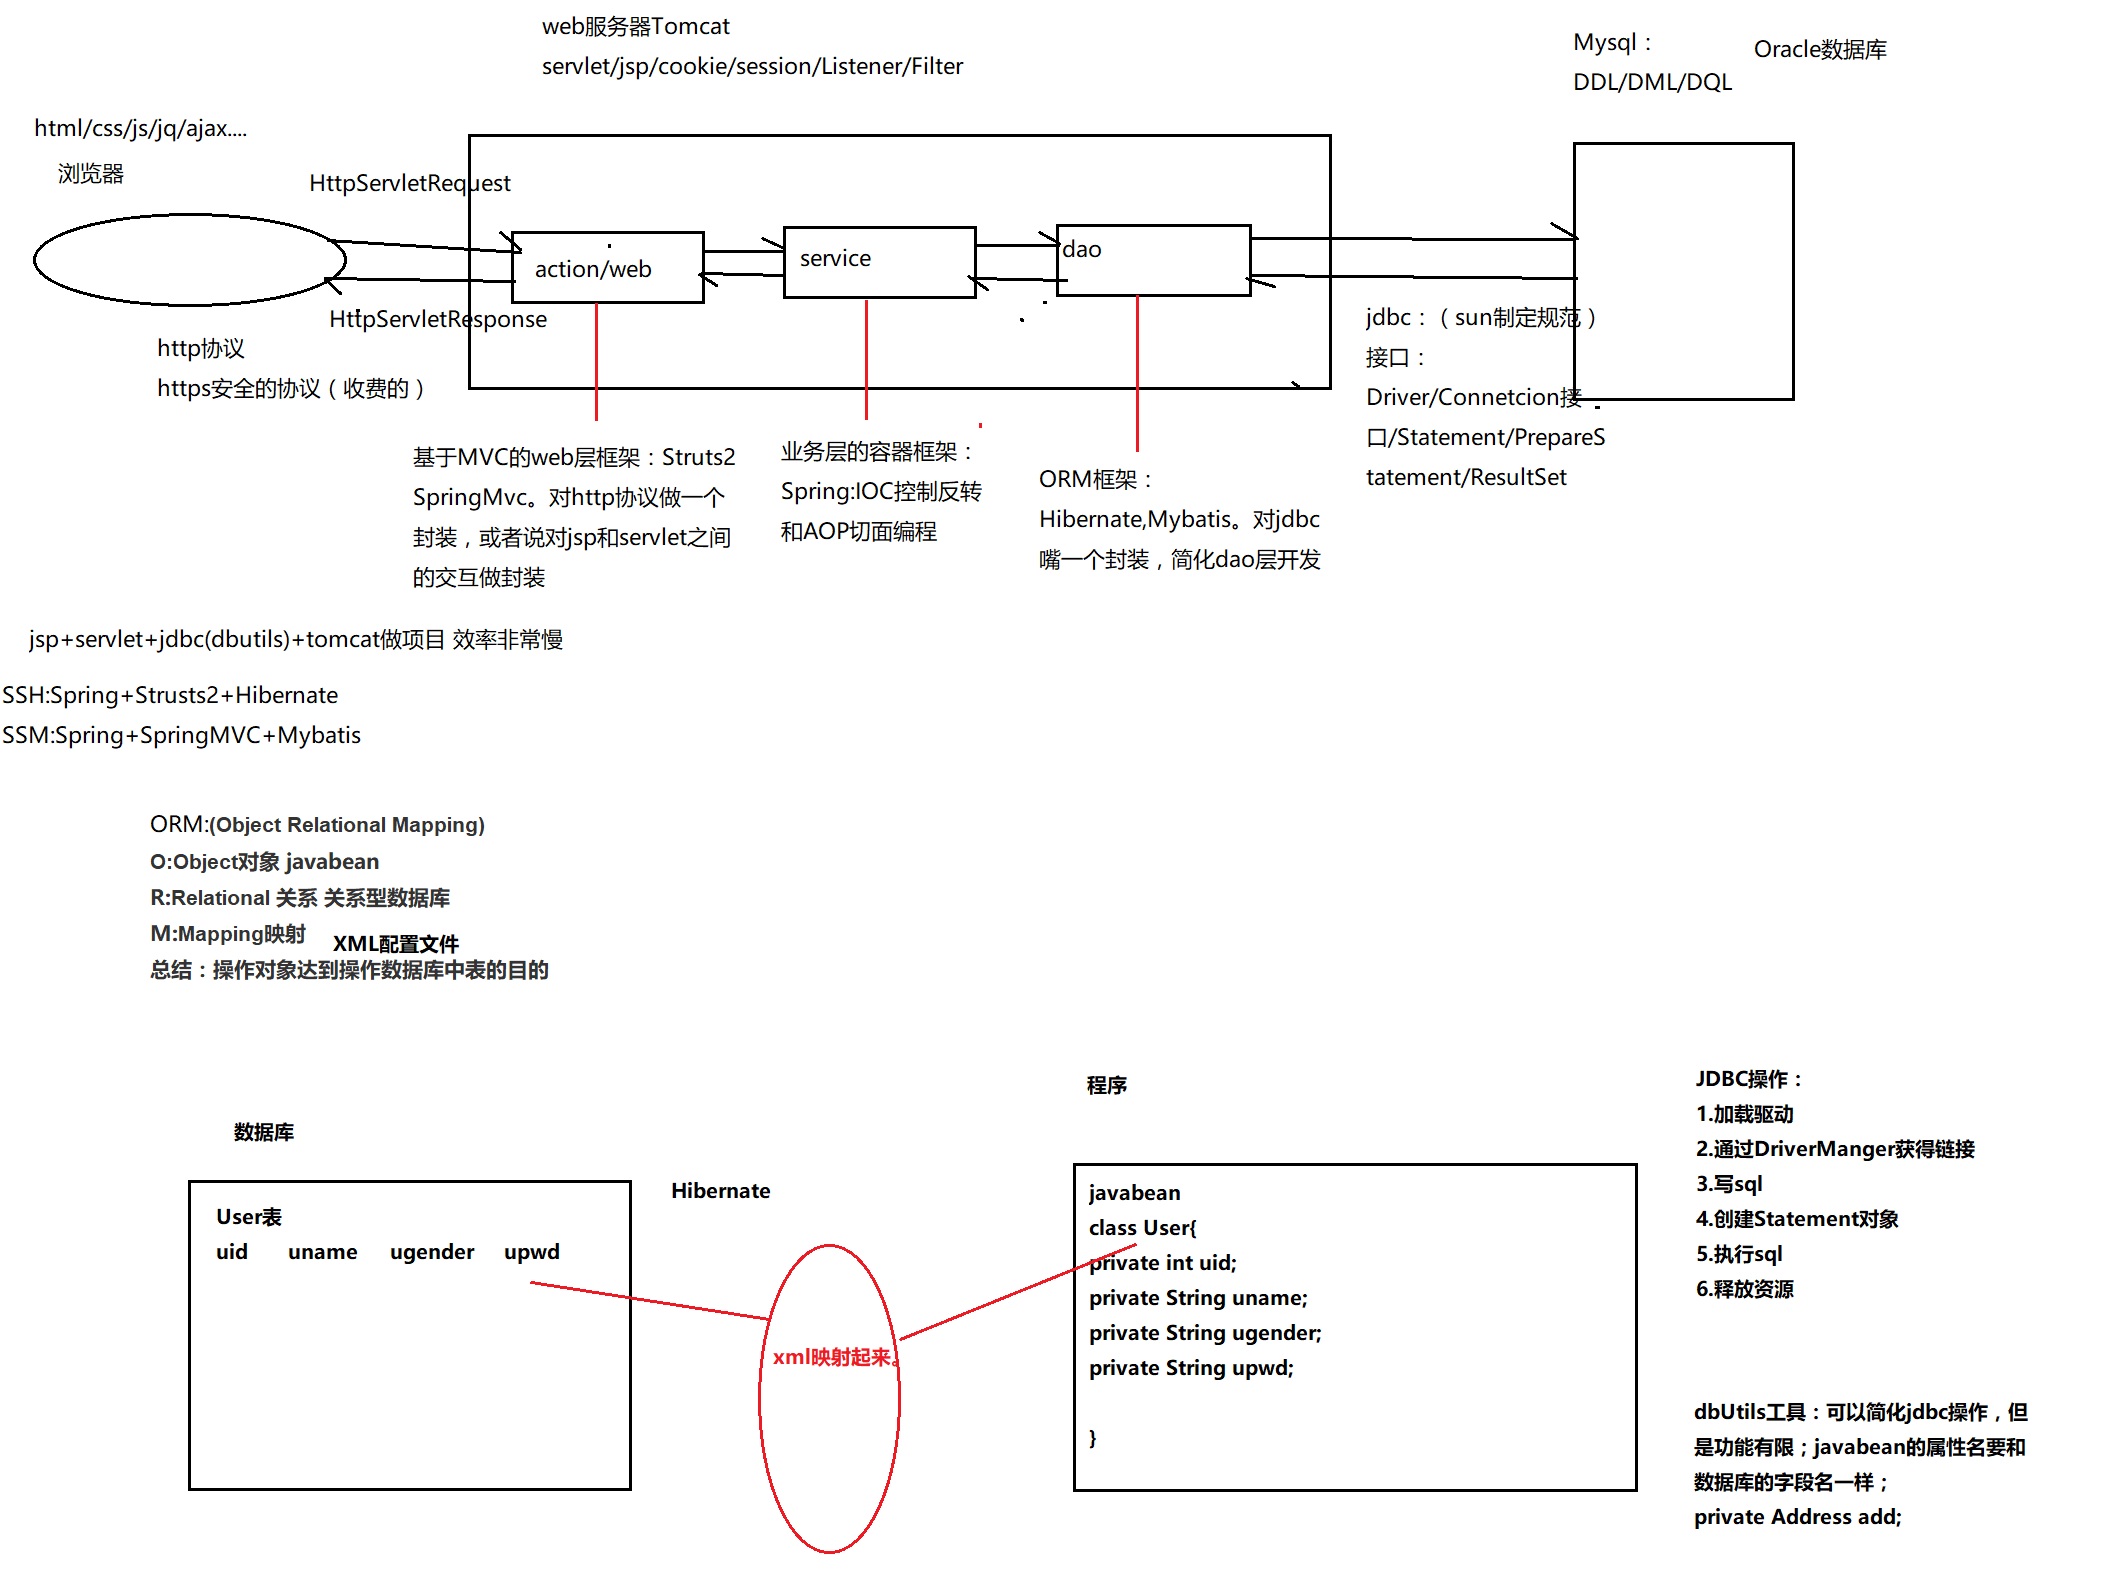 web服务器Tomcat
servlet/jsp/cookie/session/Listener/Filter
Mysql：
DDL/DML/DQL
Oracle数据库
html/css/js/jq/ajax....
浏览器
HttpServletRequest
action/web
service
dao
HttpServletResponse
http协议
https安全的协议（收费的）
jdbc：（sun制定规范）
接口：
Driver/Connetcion接
口/Statement/PrepareS
tatement/ResultSet
基于MVC的web层框架：Struts2
SpringMvc。对http协议做一个
封装，或者说对jsp和servlet之间
的交互做封装
业务层的容器框架：
Spring:IOC控制反转
和AOP切面编程
ORM框架：
Hibernate,Mybatis。对jdbc
嘴一个封装，简化dao层开发
jsp+servlet+jdbc(dbutils)+tomcat做项目 效率非常慢
SSH:Spring+Strusts2+Hibernate
SSM:Spring+SpringMVC+Mybatis
ORM:(Object Relational Mapping)
O:Object对象 javabean
R:Relational 关系 关系型数据库
M:Mapping映射
XML配置文件
总结：操作对象达到操作数据库中表的目的
数据库
User表
uid uname ugender upwd
Hibernate
xml映射起来。
程序
javabean
class User{
private int uid;
private String uname;
private String ugender;
private String upwd;
}
JDBC操作：
1.加载驱动
2.通过DriverManger获得链接
3.写sql
4.创建Statement对象
5.执行sql
6.释放资源
dbUtils工具：可以简化jdbc操作，但
是功能有限；javabean的属性名要和
数据库的字段名一样；
private Address add;